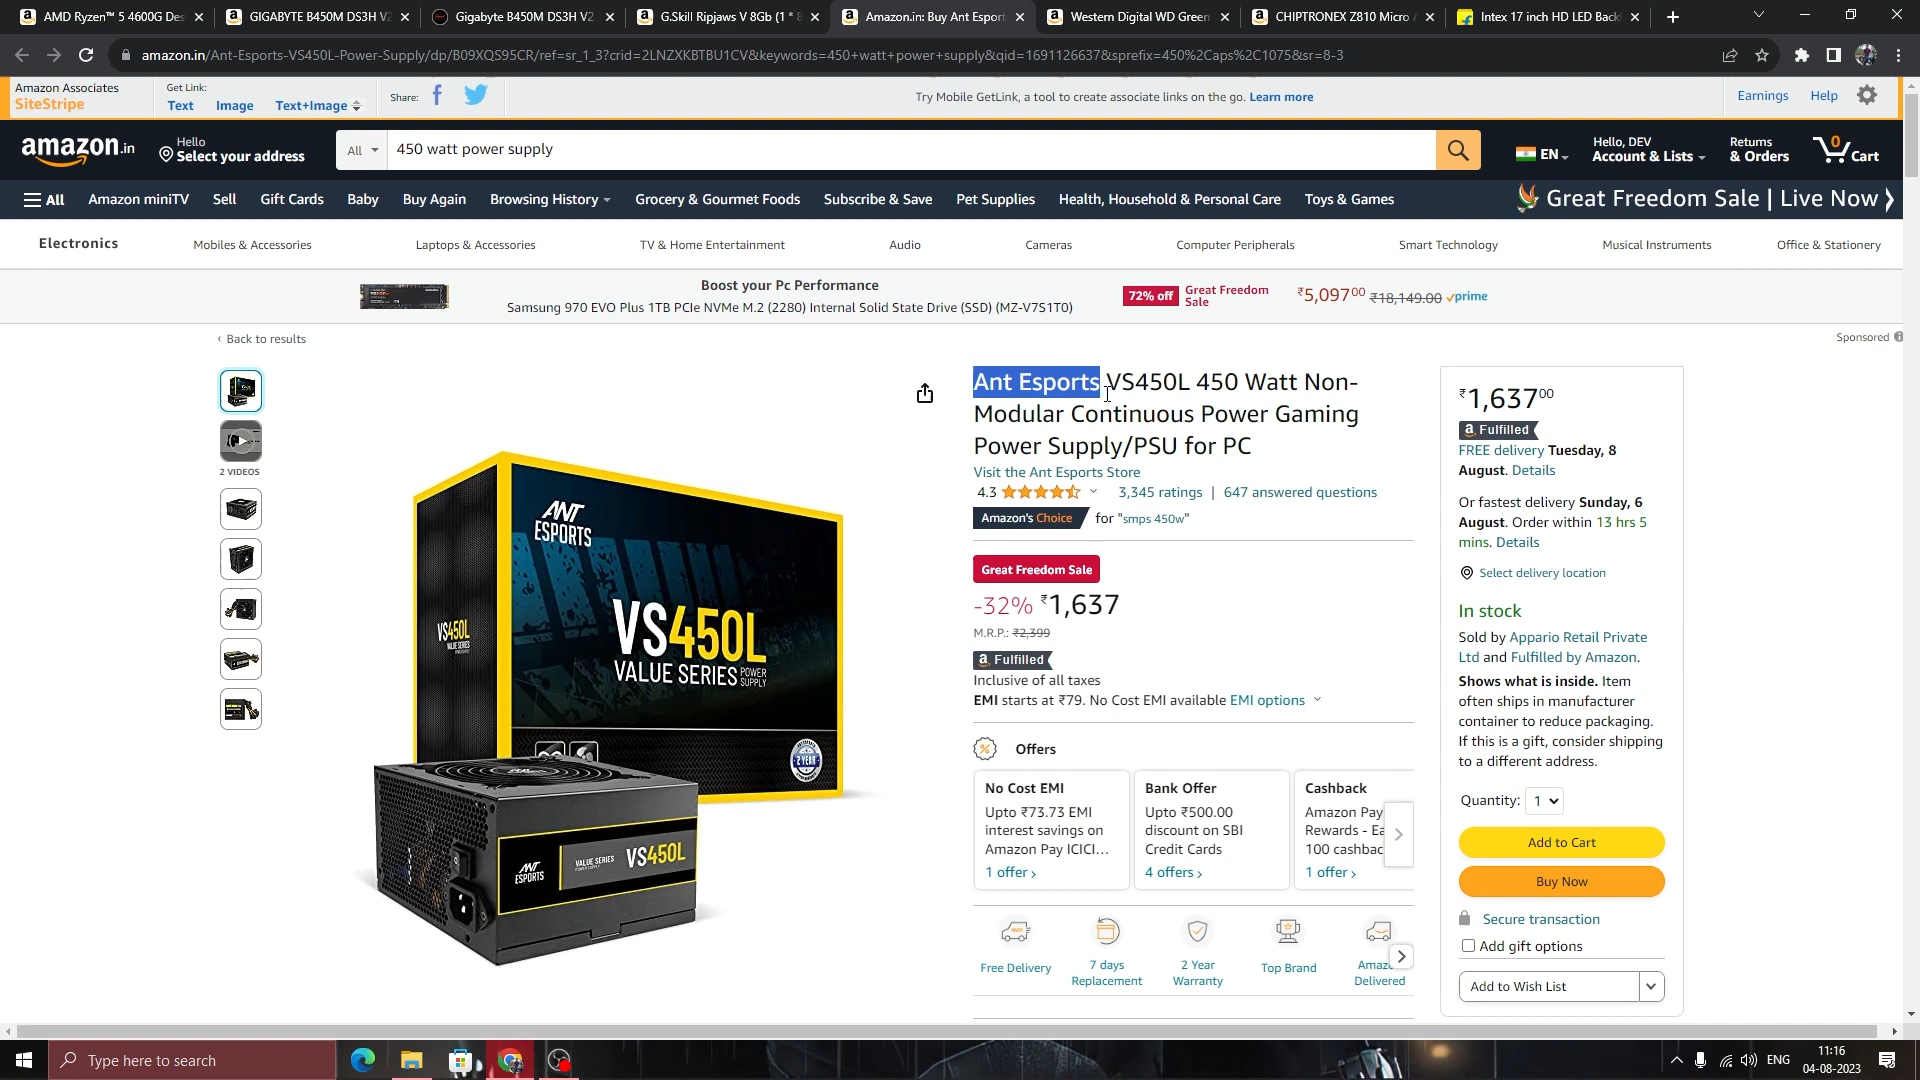 AMD Ryzen™ 5 4600G Des
GIGABYTE B450M DS3H V2
Gigabyte B450M DS3H V2
G.Skill Ripjaws V 8Gb (1 * 8
Amazon.in: Buy Ant Esport
Western Digital WD Green
CHIPTRONEX Z810 Micro
Intex 17 inch HD LED Back
amazon.in/Ant-Esports-VS450L-Power-Supply/dp/B09XQS95CR/ref=sr_1_3?crid=2LNZXKBTBU1CV&keywords=450+watt+power+supply&qid=1691126637&sprefix=450%2Caps%2C1075&sr=8-3
Amazon Associates
SiteStripe
Get Link:
Text Image Text+Image
Share:
Try Mobile GetLink, a tool to create associate links on the go. Learn more
Earnings Help
amazon.in
Hello
Select your address
All
450 watt power supply
EN
Hello, DEV
Account & Lists
Returns
& Orders
0
Cart
All Amazon miniTV Sell Gift Cards Baby Buy Again Browsing History Grocery & Gourmet Foods Subscribe & Save Pet Supplies Health, Household & Personal Care Toys & Games
Great Freedom Sale | Live Now
Electronics Mobiles & Accessories Laptops & Accessories TV & Home Entertainment Audio Cameras Computer Peripherals Smart Technology Musical Instruments Office & Stationery
Boost your Pc Performance
Samsung 970 EVO Plus 1TB PCIe NVMe M.2 (2280) Internal Solid State Drive (SSD) (MZ-V7S1T0)
72% off
Great Freedom
Sale
₹5,09700 ₹18,149.00 prime
‹ Back to results
Sponsored
2 VIDEOS
ANT
ESPORTS
VS450L
VALUE SERIES
VS450L
VALUE SERIES POWER
SUPPLY
2 YEAR
ANT
ESPORTS
VALUE SERIES
VS450L
Ant Esports VS450L 450 Watt Non-
Modular Continuous Power Gaming
Power Supply/PSU for PC
Visit the Ant Esports Store
4.3 3,345 ratings | 647 answered questions
Amazon's Choice for "smps 450w"
Great Freedom Sale
-32% ₹1,637
M.R.P.: ₹2,399
a Fulfilled
Inclusive of all taxes
EMI starts at ₹79. No Cost EMI available EMI options
% Offers
No Cost EMI
Upto ₹73.73 EMI
interest savings on
Amazon Pay ICICI...
1 offer ›
Bank Offer
Upto ₹500.00
discount on SBI
Credit Cards
4 offers ›
Cashback
Amazon Pay
Rewards - Ea
100 cashbac
1 offer ›
Free Delivery
7 days
Replacement
2 Year
Warranty
Top Brand
Amaz
Delivered
₹1,63700
a Fulfilled
FREE delivery Tuesday, 8
August. Details
Or fastest delivery Sunday, 6
August. Order within 13 hrs 5
mins. Details
Select delivery location
In stock
Sold by Appario Retail Private
Ltd and Fulfilled by Amazon.
Shows what is inside. Item
often ships in manufacturer
container to reduce packaging.
If this is a gift, consider shipping
to a different address.
Quantity: 1
Add to Cart
Buy Now
Secure transaction
Add gift options
Add to Wish List
Type here to search
ENG
11:16
04-08-2023